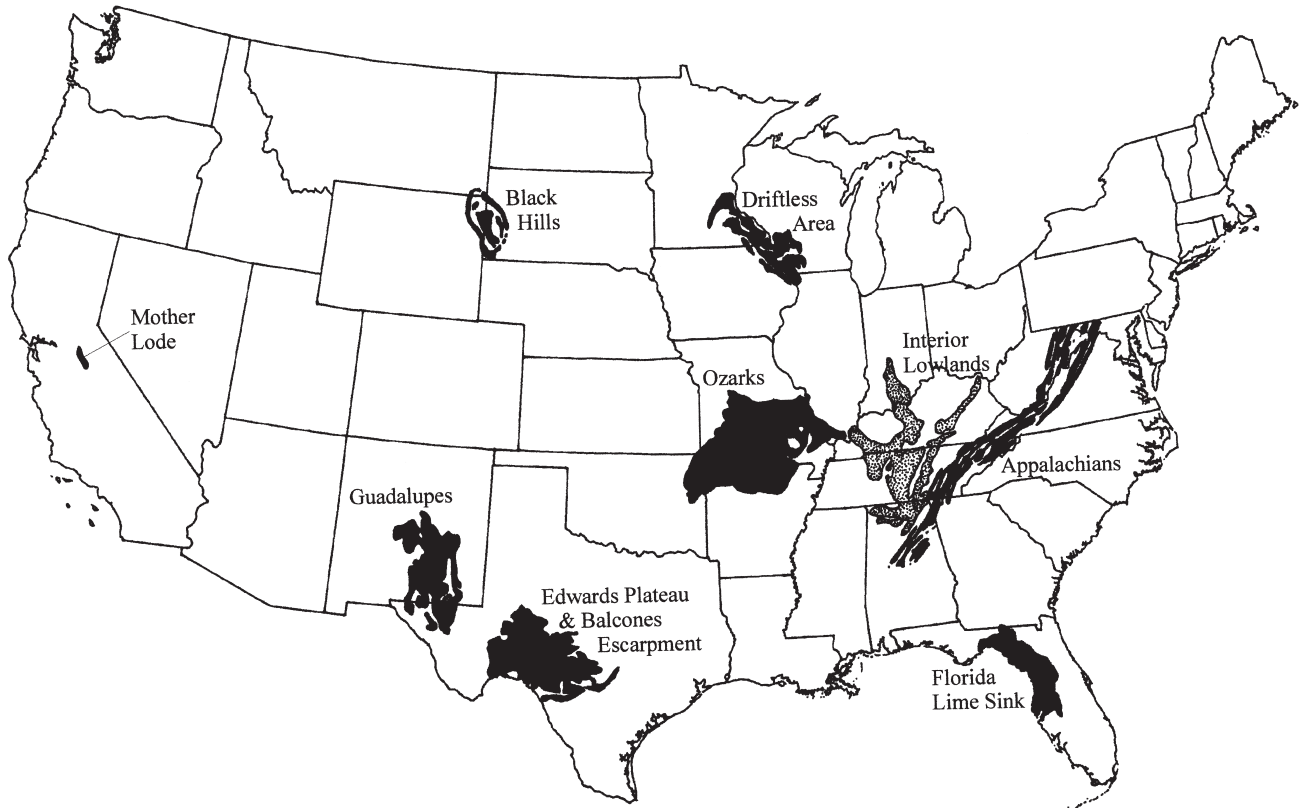 Black
Hills
Driftless
Area
Mother
Lode
Interior
Lowlands
Ozarks
Appalachians
Guadalupes
Edwards Plateau
& Balcones
Escarpment
Florida
Lime Sink